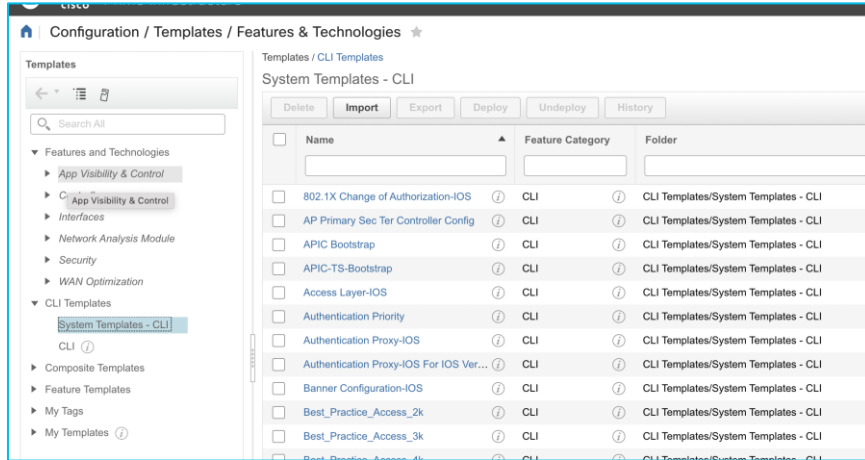 Configuration / Templates / Features & Technologies
Templates
Search All
Features and Technologies
App Visibility & Control
App Visibility & Control
Interfaces
Network Analysis Module
Security
WAN Optimization
CLI Templates
System Templates - CLI
CLI
Composite Templates
Feature Templates
My Tags
My Templates
Templates / CLI Templates
System Templates - CLI
Delete Import Export Deploy Undeploy History
Name Feature Category Folder
802.1X Change of Authorization-IOS CLI CLI Templates/System Templates - CLI
AP Primary Sec Ter Controller Config CLI CLI Templates/System Templates - CLI
APIC Bootstrap CLI CLI Templates/System Templates - CLI
APIC-TS-Bootstrap CLI CLI Templates/System Templates - CLI
Access Layer-IOS CLI CLI Templates/System Templates - CLI
Authentication Priority CLI CLI Templates/System Templates - CLI
Authentication Proxy-IOS CLI CLI Templates/System Templates - CLI
Authentication Proxy-IOS For IOS Ver... CLI CLI Templates/System Templates - CLI
Banner Configuration-IOS CLI CLI Templates/System Templates - CLI
Best_Practice_Access_2k CLI CLI Templates/System Templates - CLI
Best_Practice_Access_3k CLI CLI Templates/System Templates - CLI